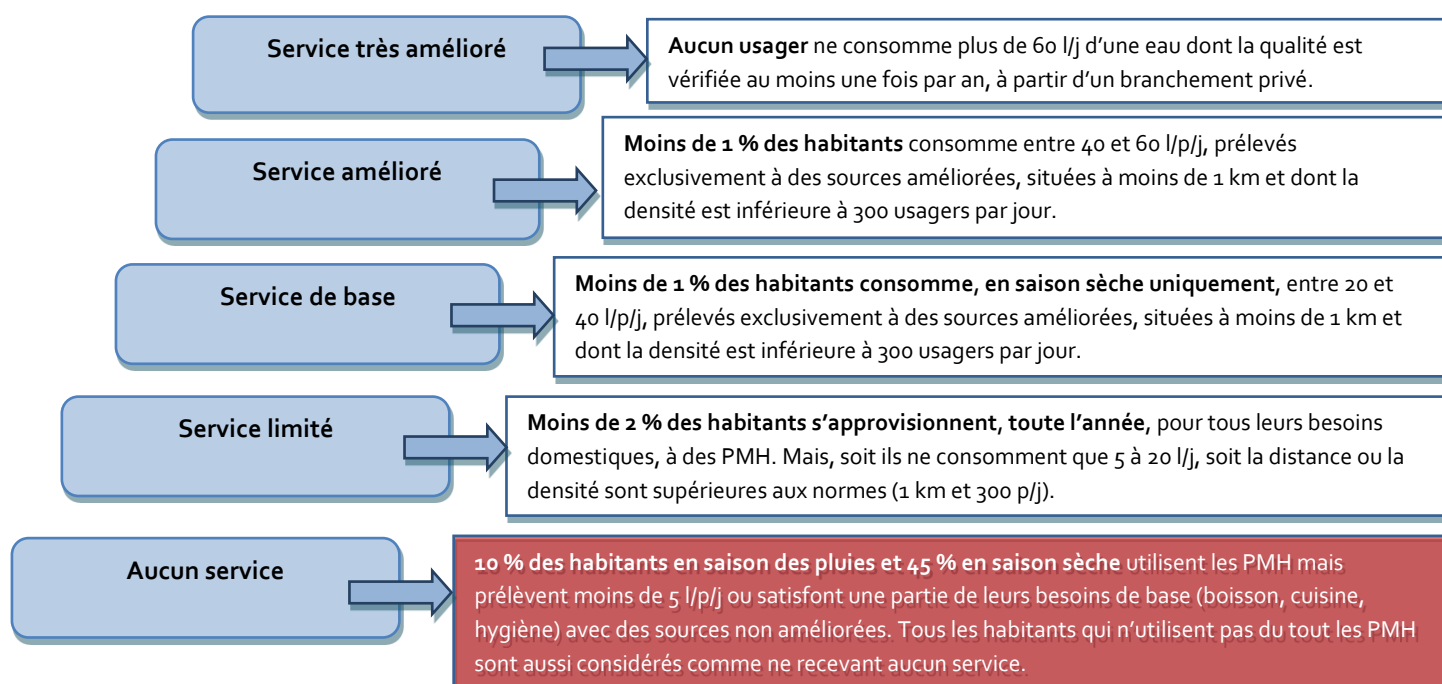 Service très amélioré
Aucun usager ne consomme plus de 60 l/j d’une eau dont la qualité est
vérifiée au moins une fois par an, à partir d’un branchement privé.
Service amélioré
Moins de 1 % des habitants consomme entre 40 et 60 l/p/j, prélevés
exclusivement à des sources améliorées, situées à moins de 1 km et dont la
densité est inférieure à 300 usagers par jour.
Service de base
Moins de 1 % des habitants consomme, en saison sèche uniquement, entre 20 et
40 l/p/j, prélevés exclusivement à des sources améliorées, situées à moins de 1 km et
dont la densité est inférieure à 300 usagers par jour.
Service limité
Moins de 2 % des habitants s’approvisionnent, toute l’année, pour tous leurs besoins
domestiques, à des PMH. Mais, soit ils ne consomment que 5 à 20 l/j, soit la distance ou la
densité sont supérieures aux normes (1 km et 300 p/j).
Aucun service
10 % des habitants en saison des pluies et 45 % en saison sèche utilisent les PMH mais
prélèvent moins de 5 l/p/j ou satisfont une partie de leurs besoins de base (boisson, cuisine,
hygiène) avec des sources non améliorées. Tous les habitants qui n’utilisent pas du tout les PMH
sont aussi considérés comme ne recevant aucun service.